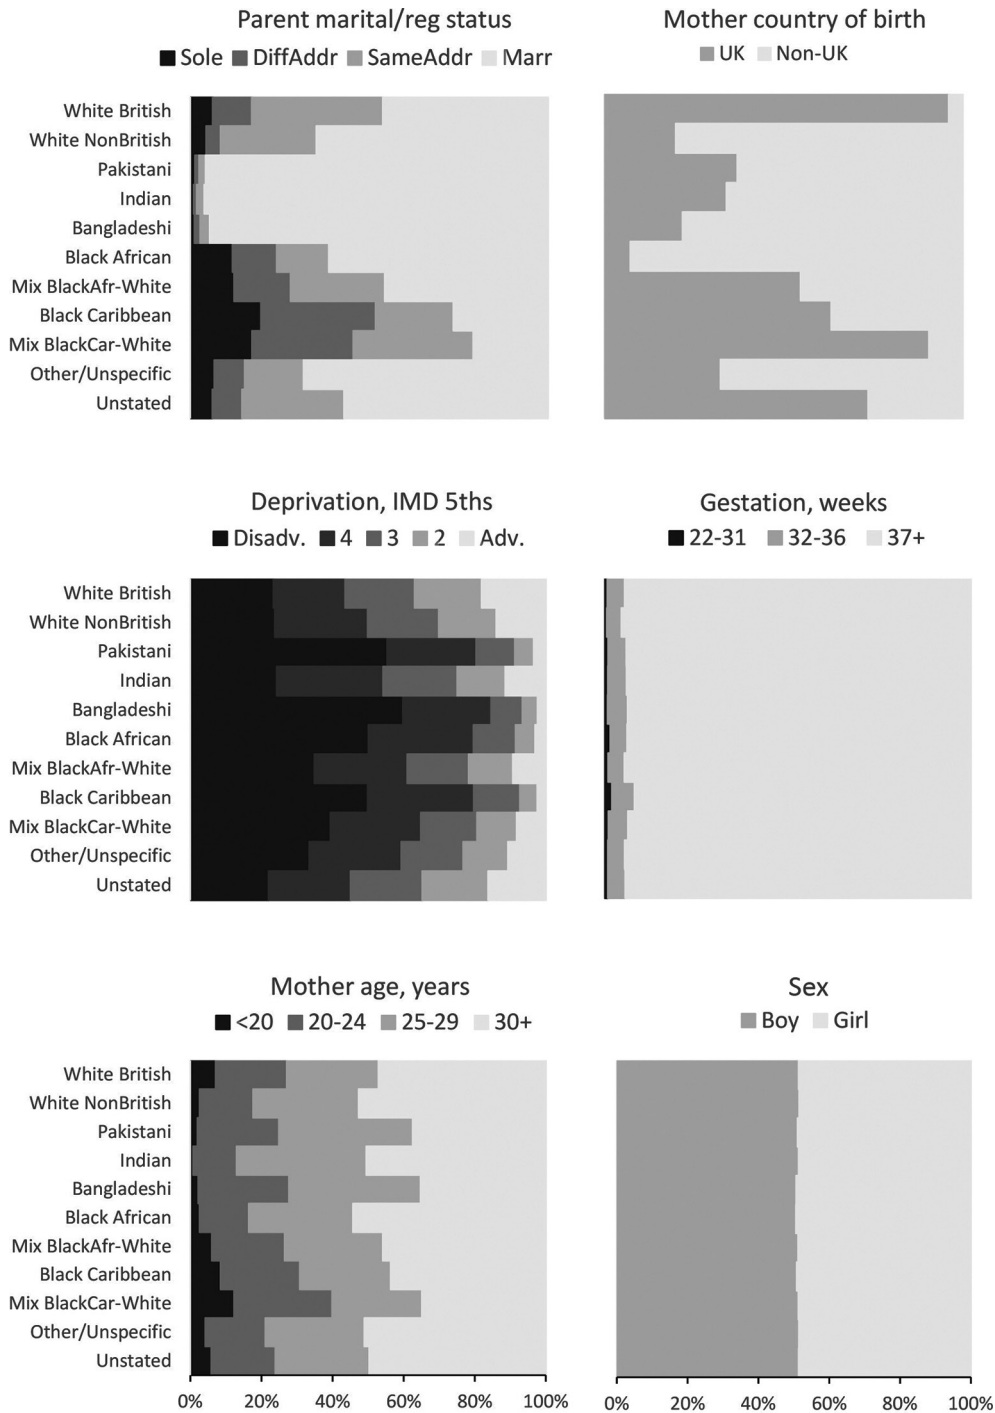 Parent marital/reg status
Sole DiffAddr SameAddr Marr
White British
White NonBritish
Pakistani
Indian
Bangladeshi
Black African
Mix BlackAfr-White
Black Caribbean
Mix BlackCar-White
Other/Unspecific
Unstated
Mother country of birth
UK Non-UK
Deprivation, IMD 5ths
Disadv. 4 3 2 Adv.
White British
White NonBritish
Pakistani
Indian
Bangladeshi
Black African
Mix BlackAfr-White
Black Caribbean
Mix BlackCar-White
Other/Unspecific
Unstated
Gestation, weeks
22-31 32-36 37+
Mother age, years
<20 20-24 25-29 30+
White British
White NonBritish
Pakistani
Indian
Bangladeshi
Black African
Mix BlackAfr-White
Black Caribbean
Mix BlackCar-White
Other/Unspecific
Unstated
0% 20% 40% 60% 80% 100%
Sex
Boy Girl
0% 20% 40% 60% 80% 100%